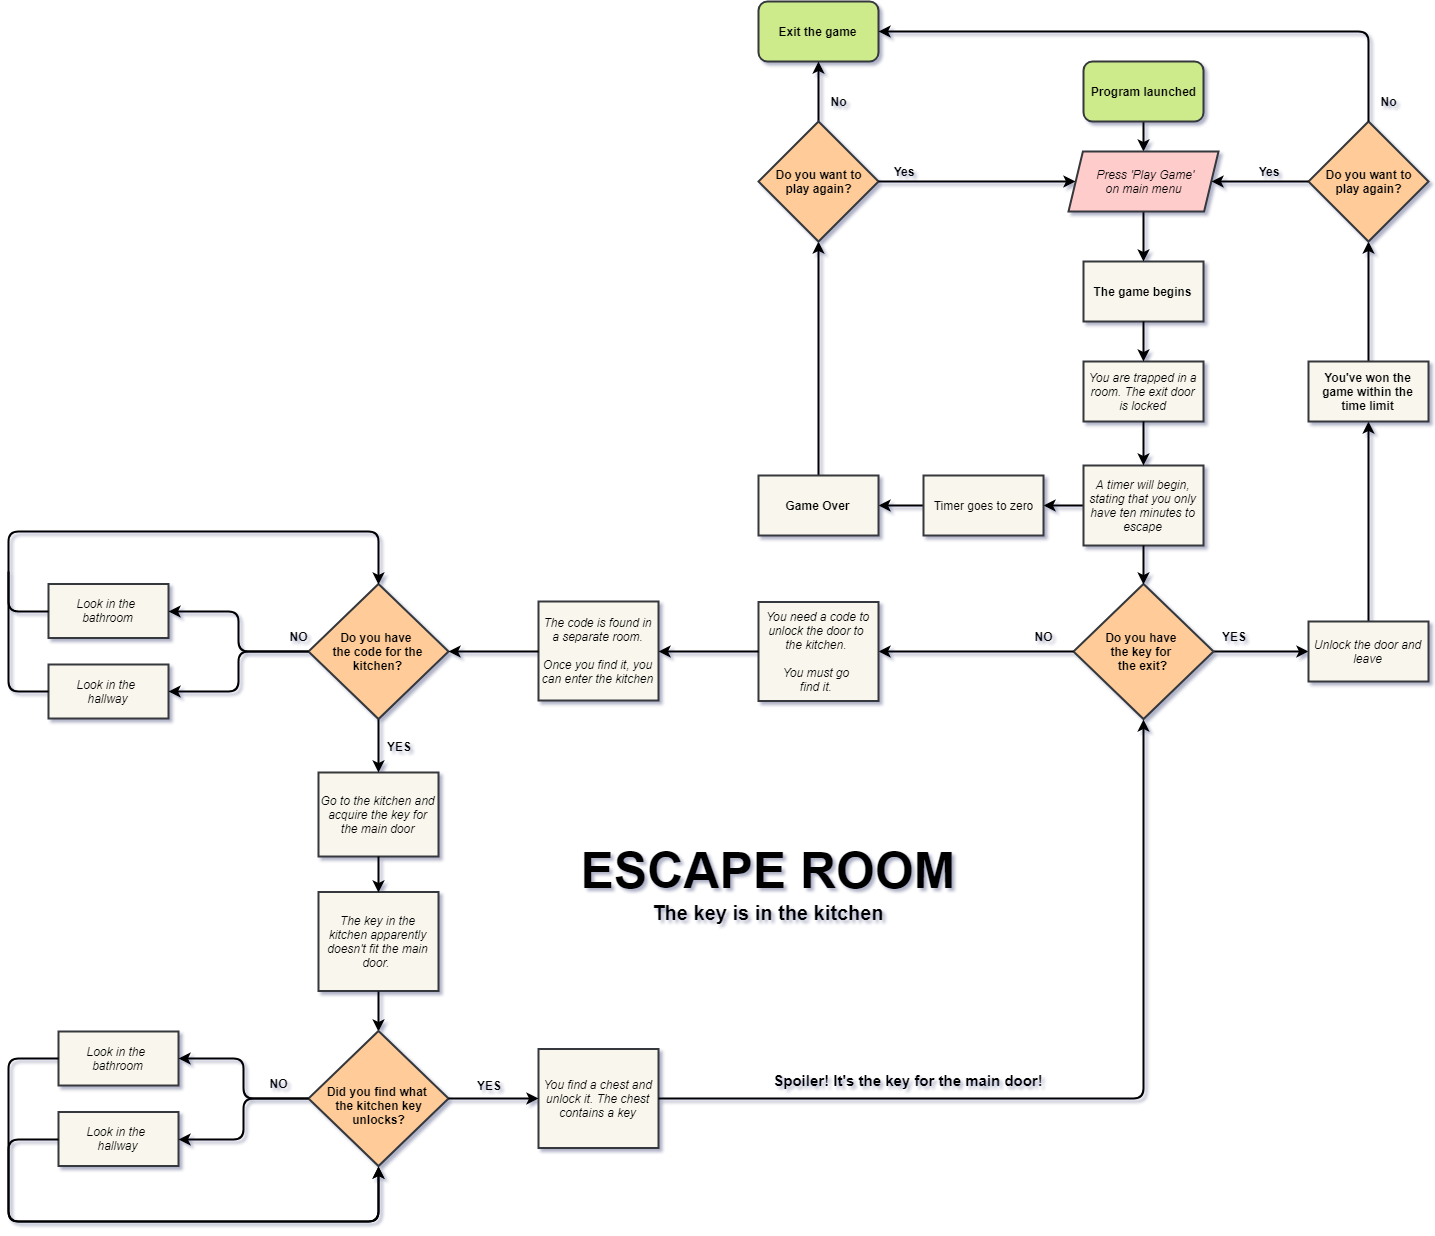 Exit the game
Program launched
No
No
Do you want to
play again?
Yes
Press 'Play Game'
on main menu
Yes
Do you want to
play again?
The game begins
You are trapped in a
room. The exit door
is locked
You've won the
game within the
time limit
Game Over
Timer goes to zero
A timer will begin,
stating that you only
have ten minutes to
escape
Look in the
bathroom
Look in the
hallway
NO
Do you have
the code for the
kitchen?
The code is found in
a separate room.
Once you find it, you
can enter the kitchen
You need a code to
unlock the door to
the kitchen.
You must go
find it.
NO
Do you have
the key for
the exit?
YES
Unlock the door and
leave
YES
Go to the kitchen and
acquire the key for
the main door
ESCAPE ROOM
The key is in the kitchen
The key in the
kitchen apparently
doesn't fit the main
door.
Look in the
bathroom
Look in the
hallway
NO
Did you find what
the kitchen key
unlocks?
YES
You find a chest and
unlock it. The chest
contains a key
Spoiler! It's the key for the main door!